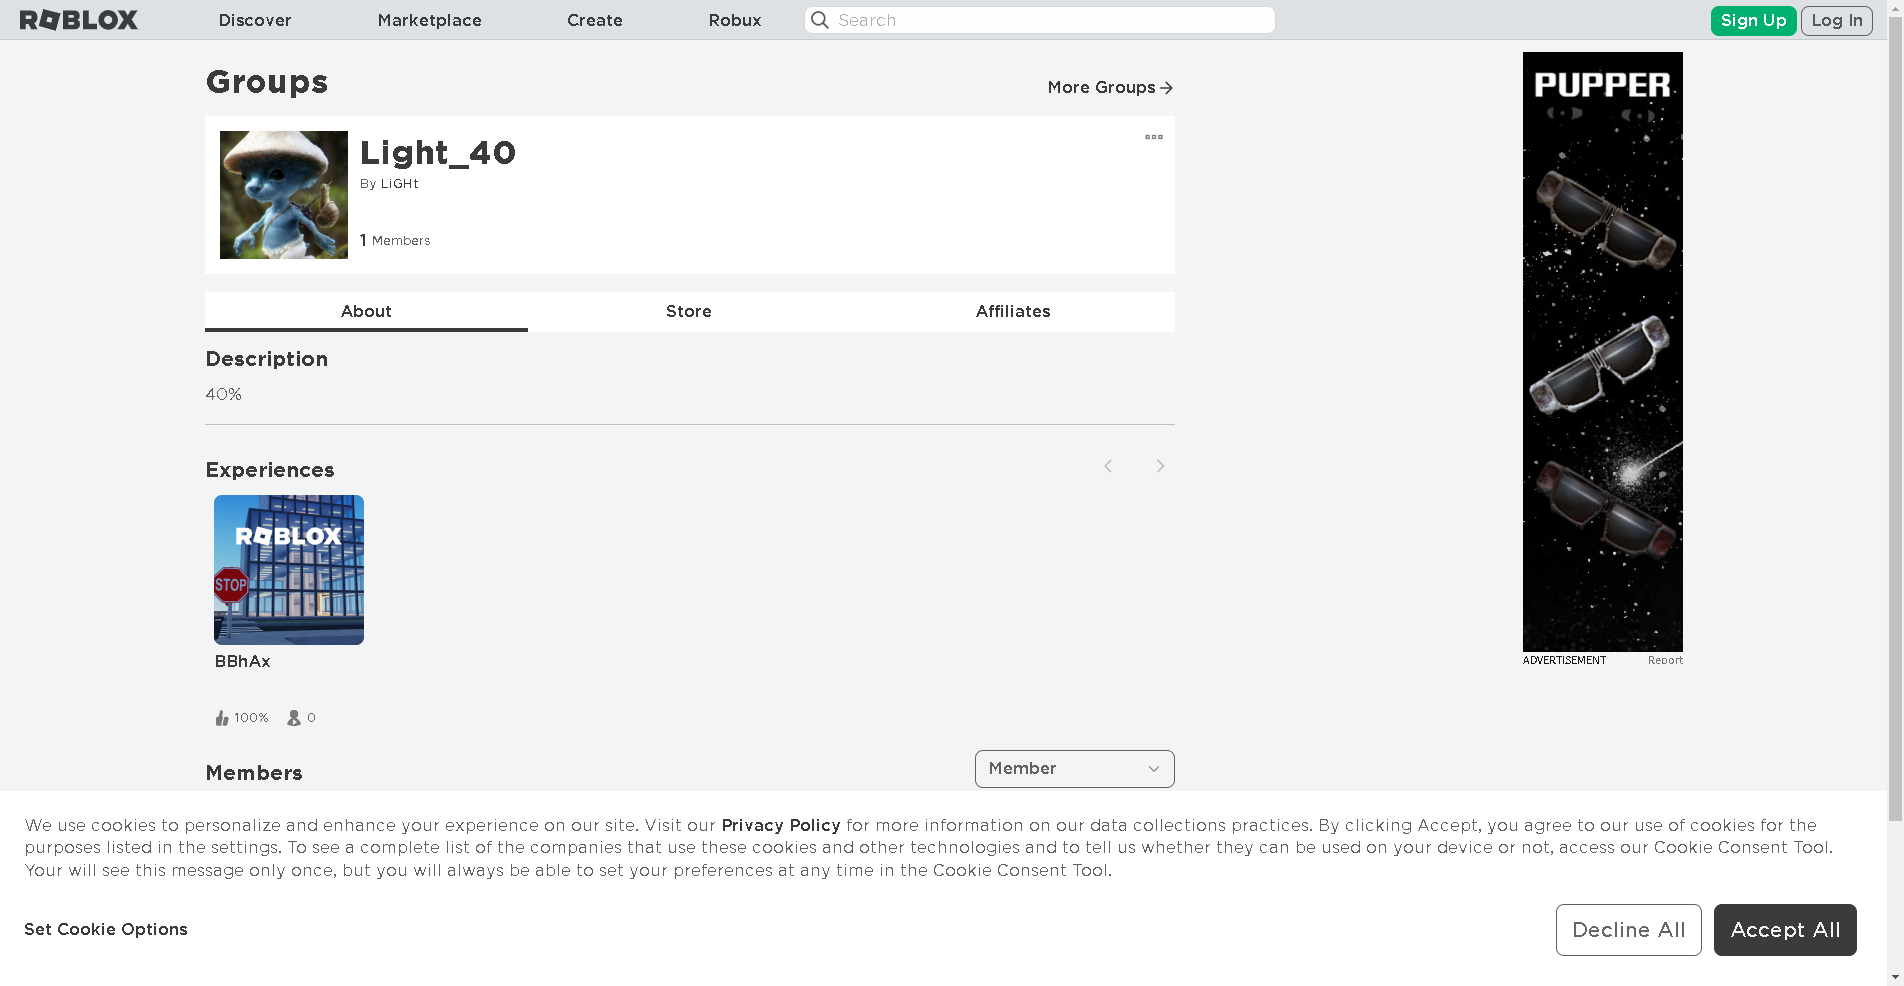 ROBLOX Discover Marketplace Create Robux Search Sign Up Log In
Groups
More Groups
Light_40
By LiGHt
1 Members
About Store Affiliates
Description
40%
Experiences
ROBLOX
STOP
BBhAx
100% 0
Members
Member
PUPPER
ADVERTISEMENT Report
We use cookies to personalize and enhance your experience on our site. Visit our Privacy Policy for more information on our data collections practices. By clicking Accept, you agree to our use of cookies for the
purposes listed in the settings. To see a complete list of the companies that use these cookies and other technologies and to tell us whether they can be used on your device or not, access our Cookie Consent Tool.
Your will see this message only once, but you will always be able to set your preferences at any time in the Cookie Consent Tool.
Set Cookie Options
Decline All Accept All